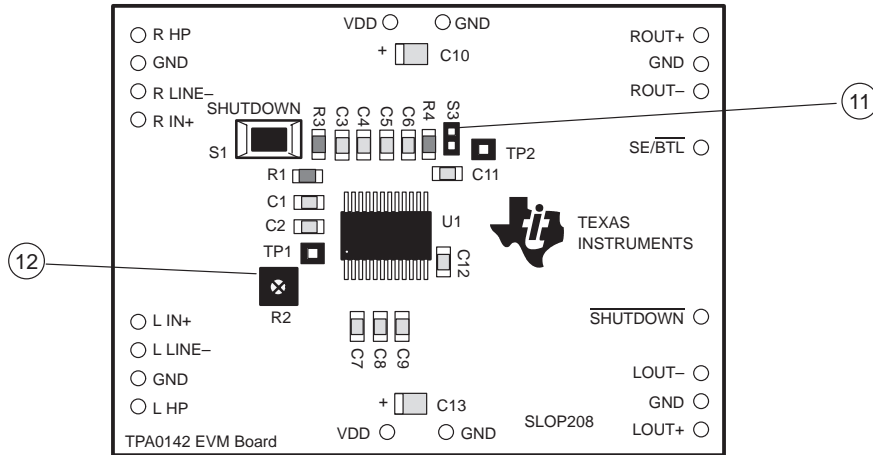 VDD GND
R HP
GND
R LINE–
R IN+
+ C10
ROUT+
GND
ROUT–
11
SHUTDOWN
S1
R3 C3 C4 C5 C6 R4 S3
TP2
SE/BTL
R1
C11
C1
C2
U1
TP1
C12
TEXAS
INSTRUMENTS
12
R2
L IN+
L LINE–
GND
L HP
C7 C8 C9
SHUTDOWN
LOUT–
GND
LOUT+
+ C13
SLOP208
VDD GND
TPA0142 EVM Board